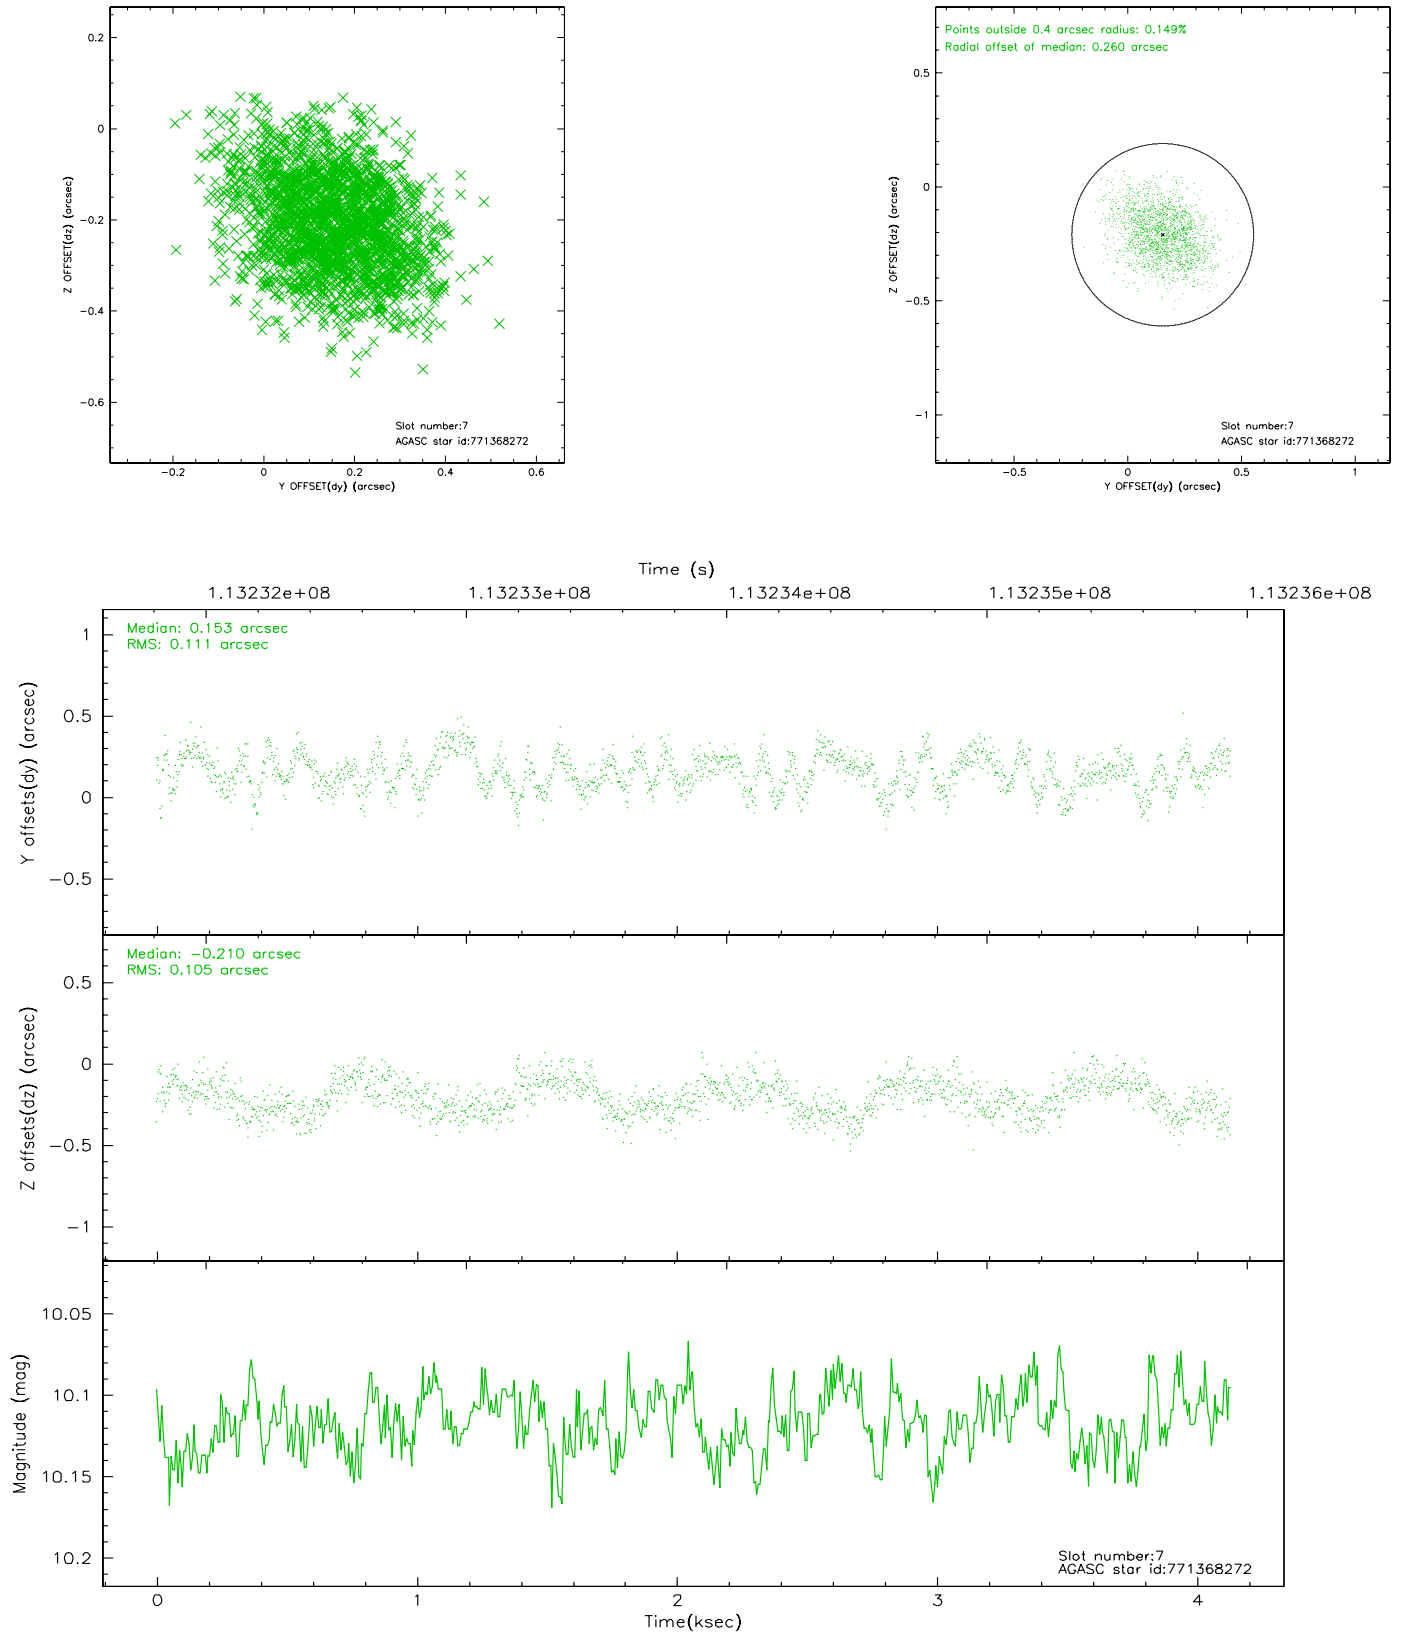 0.2
0
−0.2
−0.4
−0.6
Z OFFSET(dz) (arcsec)
Slot number:7
AGASC star id:771368272
−0.2 0 0.2 0.4 0.6
Y OFFSET(dy) (arcsec)
Points outside 0.4 arcsec radius: 0.149%
Radial offset of median: 0.260 arcsec
0.5
0
−0.5
−1
Z OFFSET(dz) (arcsec)
Slot number:7
AGASC star id:771368272
−0.5 0 0.5 1
Y OFFSET(dy) (arcsec)
Time (s)
1.13232e+08 1.13233e+08 1.13234e+08 1.13235e+08 1.13236e+08
Median: 0.153 arcsec
RMS: 0.111 arcsec
1
0.5
0
−0.5
Y offsets(dy) (arcsec)
Median: −0.210 arcsec
RMS: 0.105 arcsec
0.5
0
−0.5
−1
Z offsets(dz) (arcsec)
10.05
10.1
10.15
10.2
Magnitude (mag)
Slot number:7
AGASC star id:771368272
0 1 2 3 4
Time(ksec)